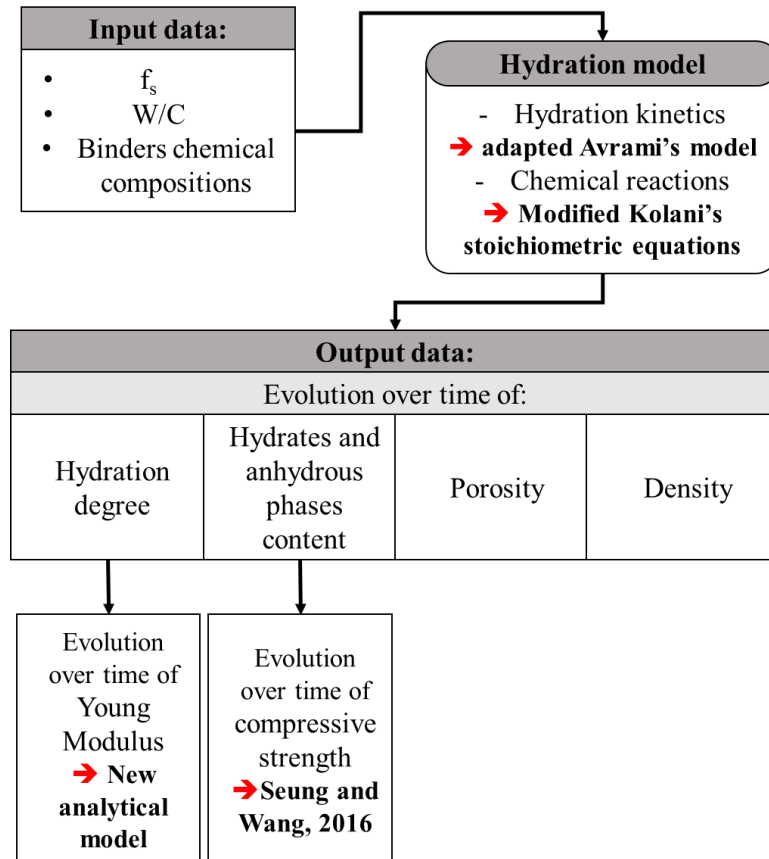 Input data:
• f_s
• W/C
• Binders chemical
compositions
Hydration model
- Hydration kinetics
➔ adapted Avrami's model
- Chemical reactions
➔ Modified Kolani's
stoichiometric equations
Output data:
Evolution over time of:
Hydration
degree
Hydrates and
anhydrous
phases
content
Porosity
Density
Evolution
over time of
Young
Modulus
➔ New
analytical
model
Evolution
over time of
compressive
strength
➔ Seung and
Wang, 2016